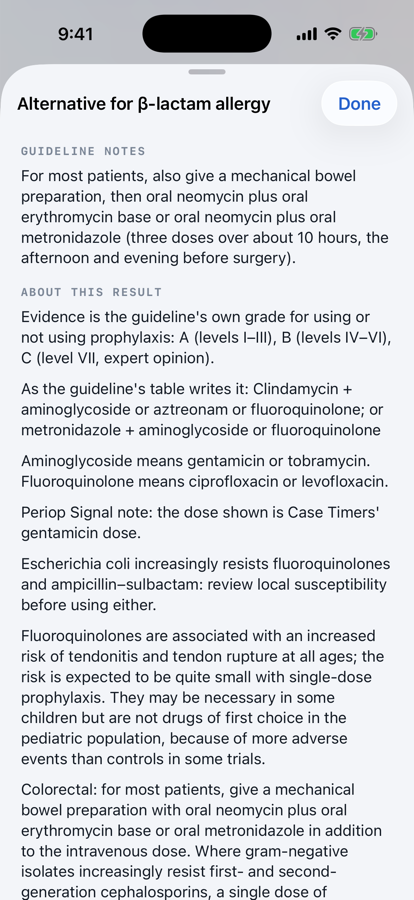 9:41
Alternative for β-lactam allergy
Done
GUIDELINE NOTES
For most patients, also give a mechanical bowel
preparation, then oral neomycin plus oral
erythromycin base or oral neomycin plus oral
metronidazole (three doses over about 10 hours, the
afternoon and evening before surgery).
ABOUT THIS RESULT
Evidence is the guideline's own grade for using or
not using prophylaxis: A (levels I–III), B (levels IV–VI),
C (level VII, expert opinion).
As the guideline's table writes it: Clindamycin +
aminoglycoside or aztreonam or fluoroquinolone; or
metronidazole + aminoglycoside or fluoroquinolone
Aminoglycoside means gentamicin or tobramycin.
Fluoroquinolone means ciprofloxacin or levofloxacin.
Periop Signal note: the dose shown is Case Timers'
gentamicin dose.
Escherichia coli increasingly resists fluoroquinolones
and ampicillin–sulbactam: review local susceptibility
before using either.
Fluoroquinolones are associated with an increased
risk of tendonitis and tendon rupture at all ages; the
risk is expected to be quite small with single-dose
prophylaxis. They may be necessary in some
children but are not drugs of first choice in the
pediatric population, because of more adverse
events than controls in some trials.
Colorectal: for most patients, give a mechanical
bowel preparation with oral neomycin plus oral
erythromycin base or oral metronidazole in addition
to the intravenous dose. Where gram-negative
isolates increasingly resist first- and second-
generation cephalosporins, a single dose of